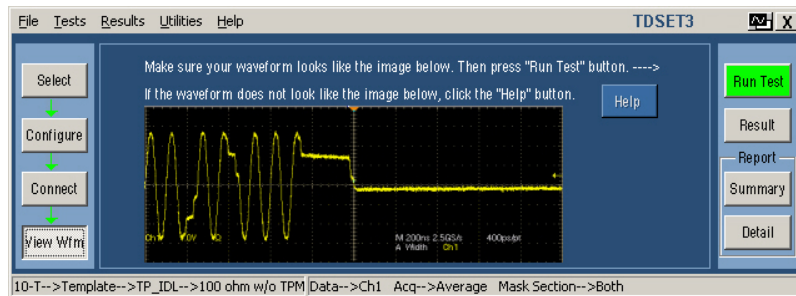 File Tests Results Utilities Help TDSET3 X
Make sure your waveform looks like the image below. Then press "Run Test" button. ---->
If the waveform does not look like the image below, click the "Help" button.
Help
Select
Configure
Connect
View Wfm
Run Test
Result
Report
Summary
Detail
M 200ns 2.5GS/s 400ps/pt
A Width Ch1
10-T-->Template-->TP_IDL-->100 ohm w/o TPM Data-->Ch1 Acq-->Average Mask Section-->Both